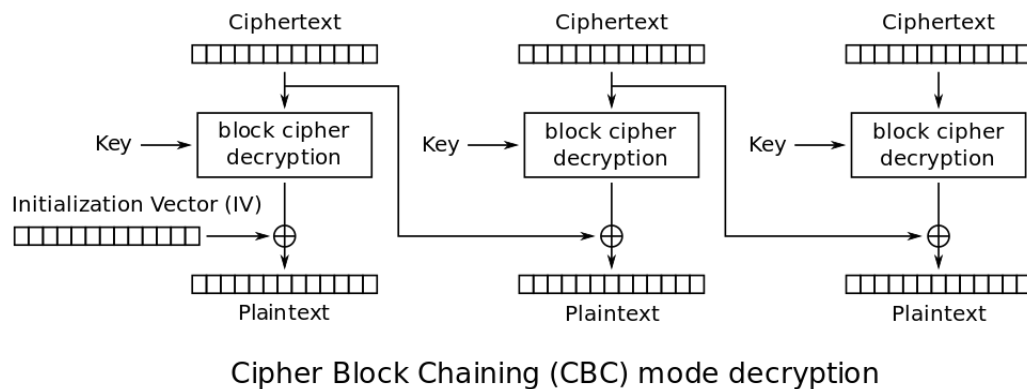 Ciphertext
Ciphertext
Ciphertext
Key
block cipher
decryption
Key
block cipher
decryption
Key
block cipher
decryption
Initialization Vector (IV)
Plaintext
Plaintext
Plaintext
Cipher Block Chaining (CBC) mode decryption